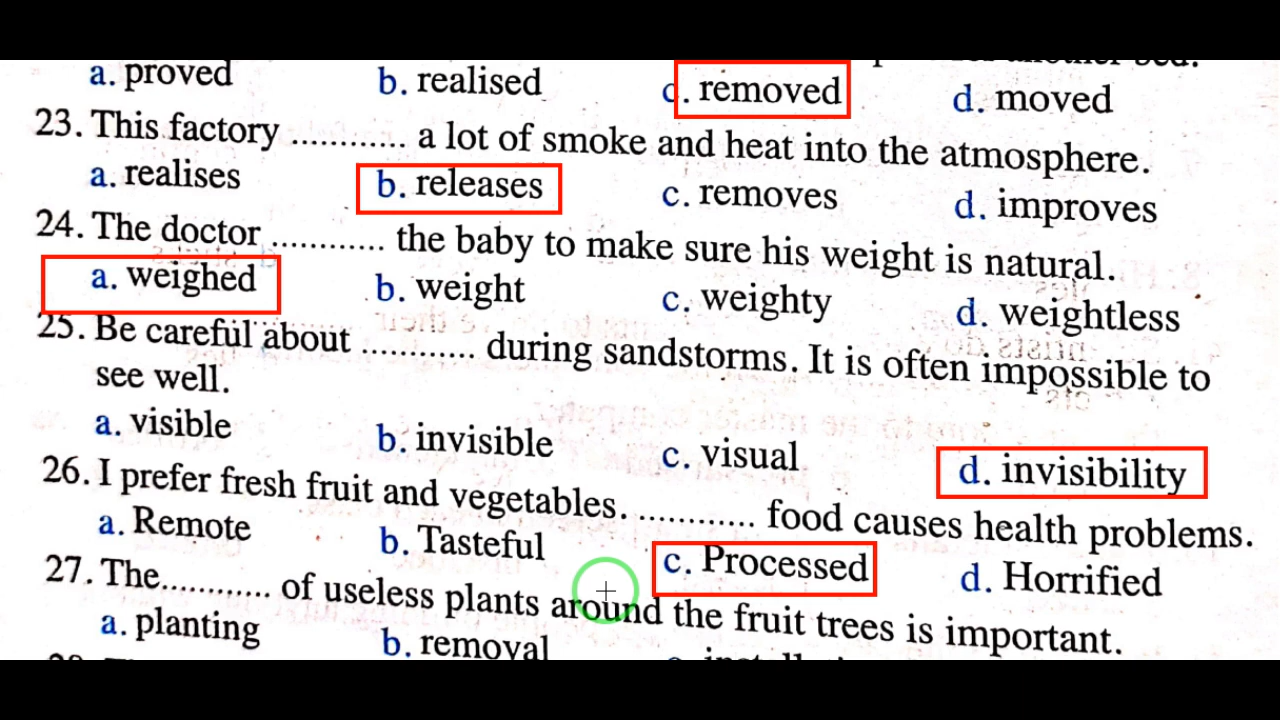 a. proved b. realised c. removed d. moved
23. This factory ............ a lot of smoke and heat into the atmosphere.
a. realises b. releases c. removes d. improves
24. The doctor ............ the baby to make sure his weight is natural.
a. weighed b. weight c. weighty d. weightless
25. Be careful about ............ during sandstorms. It is often impossible to
see well.
a. visible b. invisible c. visual d. invisibility
26. I prefer fresh fruit and vegetables. ............ food causes health problems.
a. Remote b. Tasteful c. Processed d. Horrified
27. The............ of useless plants around the fruit trees is important.
a. planting b. removal